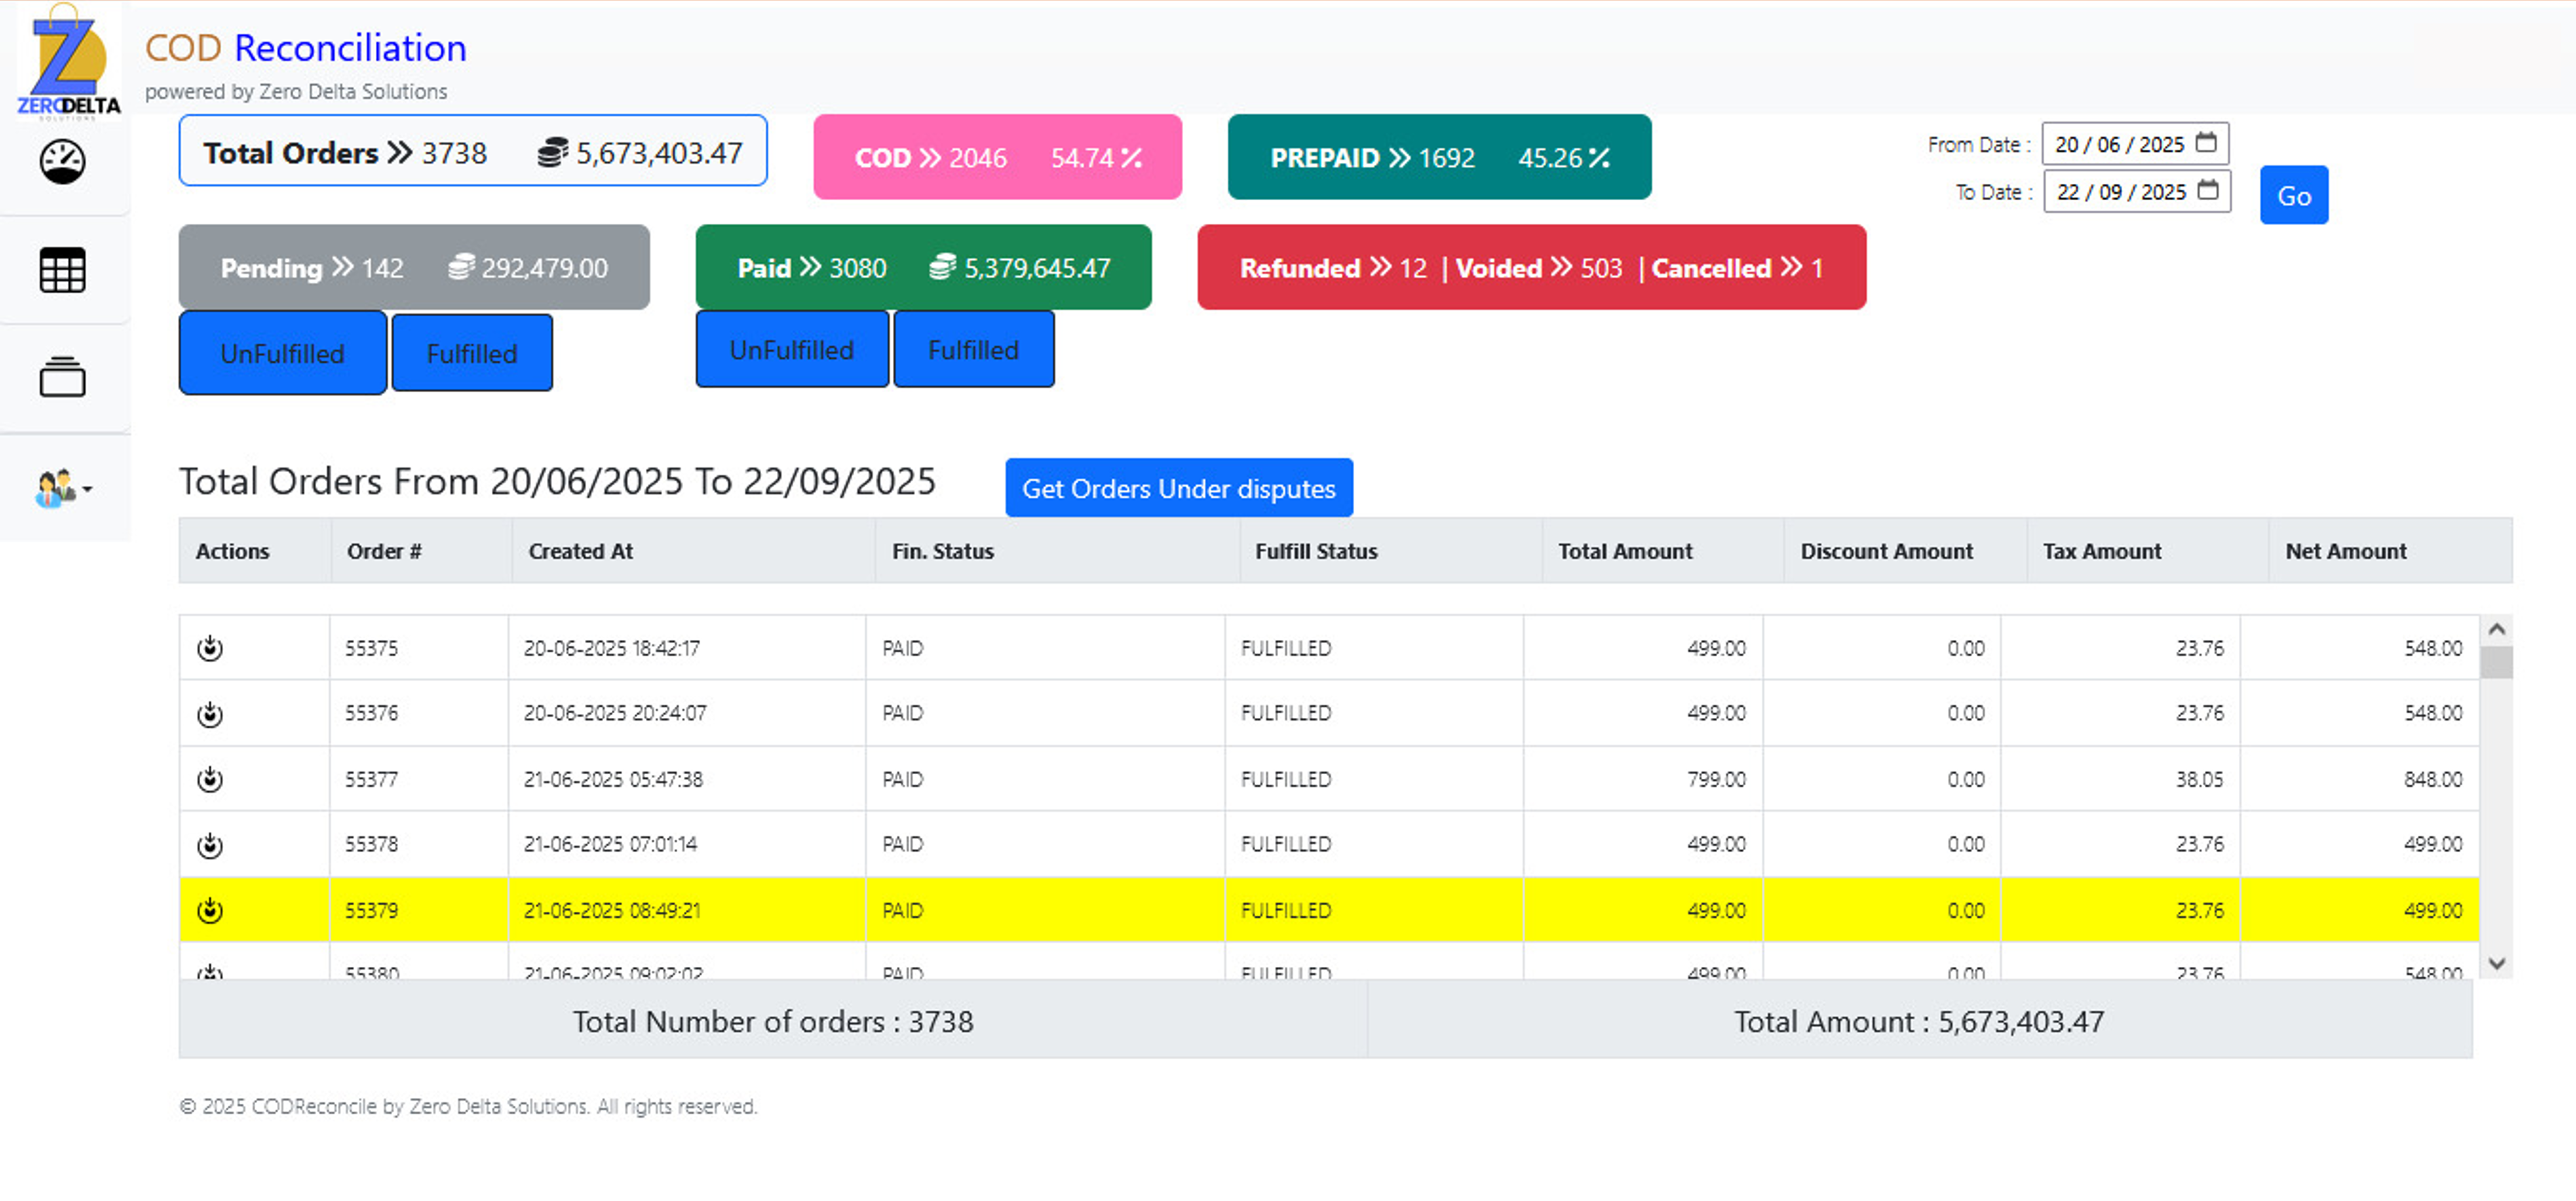 COD Reconciliation
powered by Zero Delta Solutions
ZERODELTA
SOLUTIONS
Total Orders 3738 5,673,403.47
COD 2046 54.74 %
PREPAID 1692 45.26 %
From Date : 20 / 06 / 2025
To Date : 22 / 09 / 2025
Go
Pending 142 292,479.00
Paid 3080 5,379,645.47
Refunded 12 | Voided 503 | Cancelled 1
UnFulfilled Fulfilled
UnFulfilled Fulfilled
Total Orders From 20/06/2025 To 22/09/2025
Get Orders Under disputes
Actions Order # Created At Fin. Status Fulfill Status Total Amount Discount Amount Tax Amount Net Amount
55375 20-06-2025 18:42:17 PAID FULFILLED 499.00 0.00 23.76 548.00
55376 20-06-2025 20:24:07 PAID FULFILLED 499.00 0.00 23.76 548.00
55377 21-06-2025 05:47:38 PAID FULFILLED 799.00 0.00 38.05 848.00
55378 21-06-2025 07:01:14 PAID FULFILLED 499.00 0.00 23.76 499.00
55379 21-06-2025 08:49:21 PAID FULFILLED 499.00 0.00 23.76 499.00
55380 21-06-2025 09:02:02 PAID FULFILLED 499.00 0.00 23.76 548.00
Total Number of orders : 3738
Total Amount : 5,673,403.47
© 2025 CODReconcile by Zero Delta Solutions. All rights reserved.